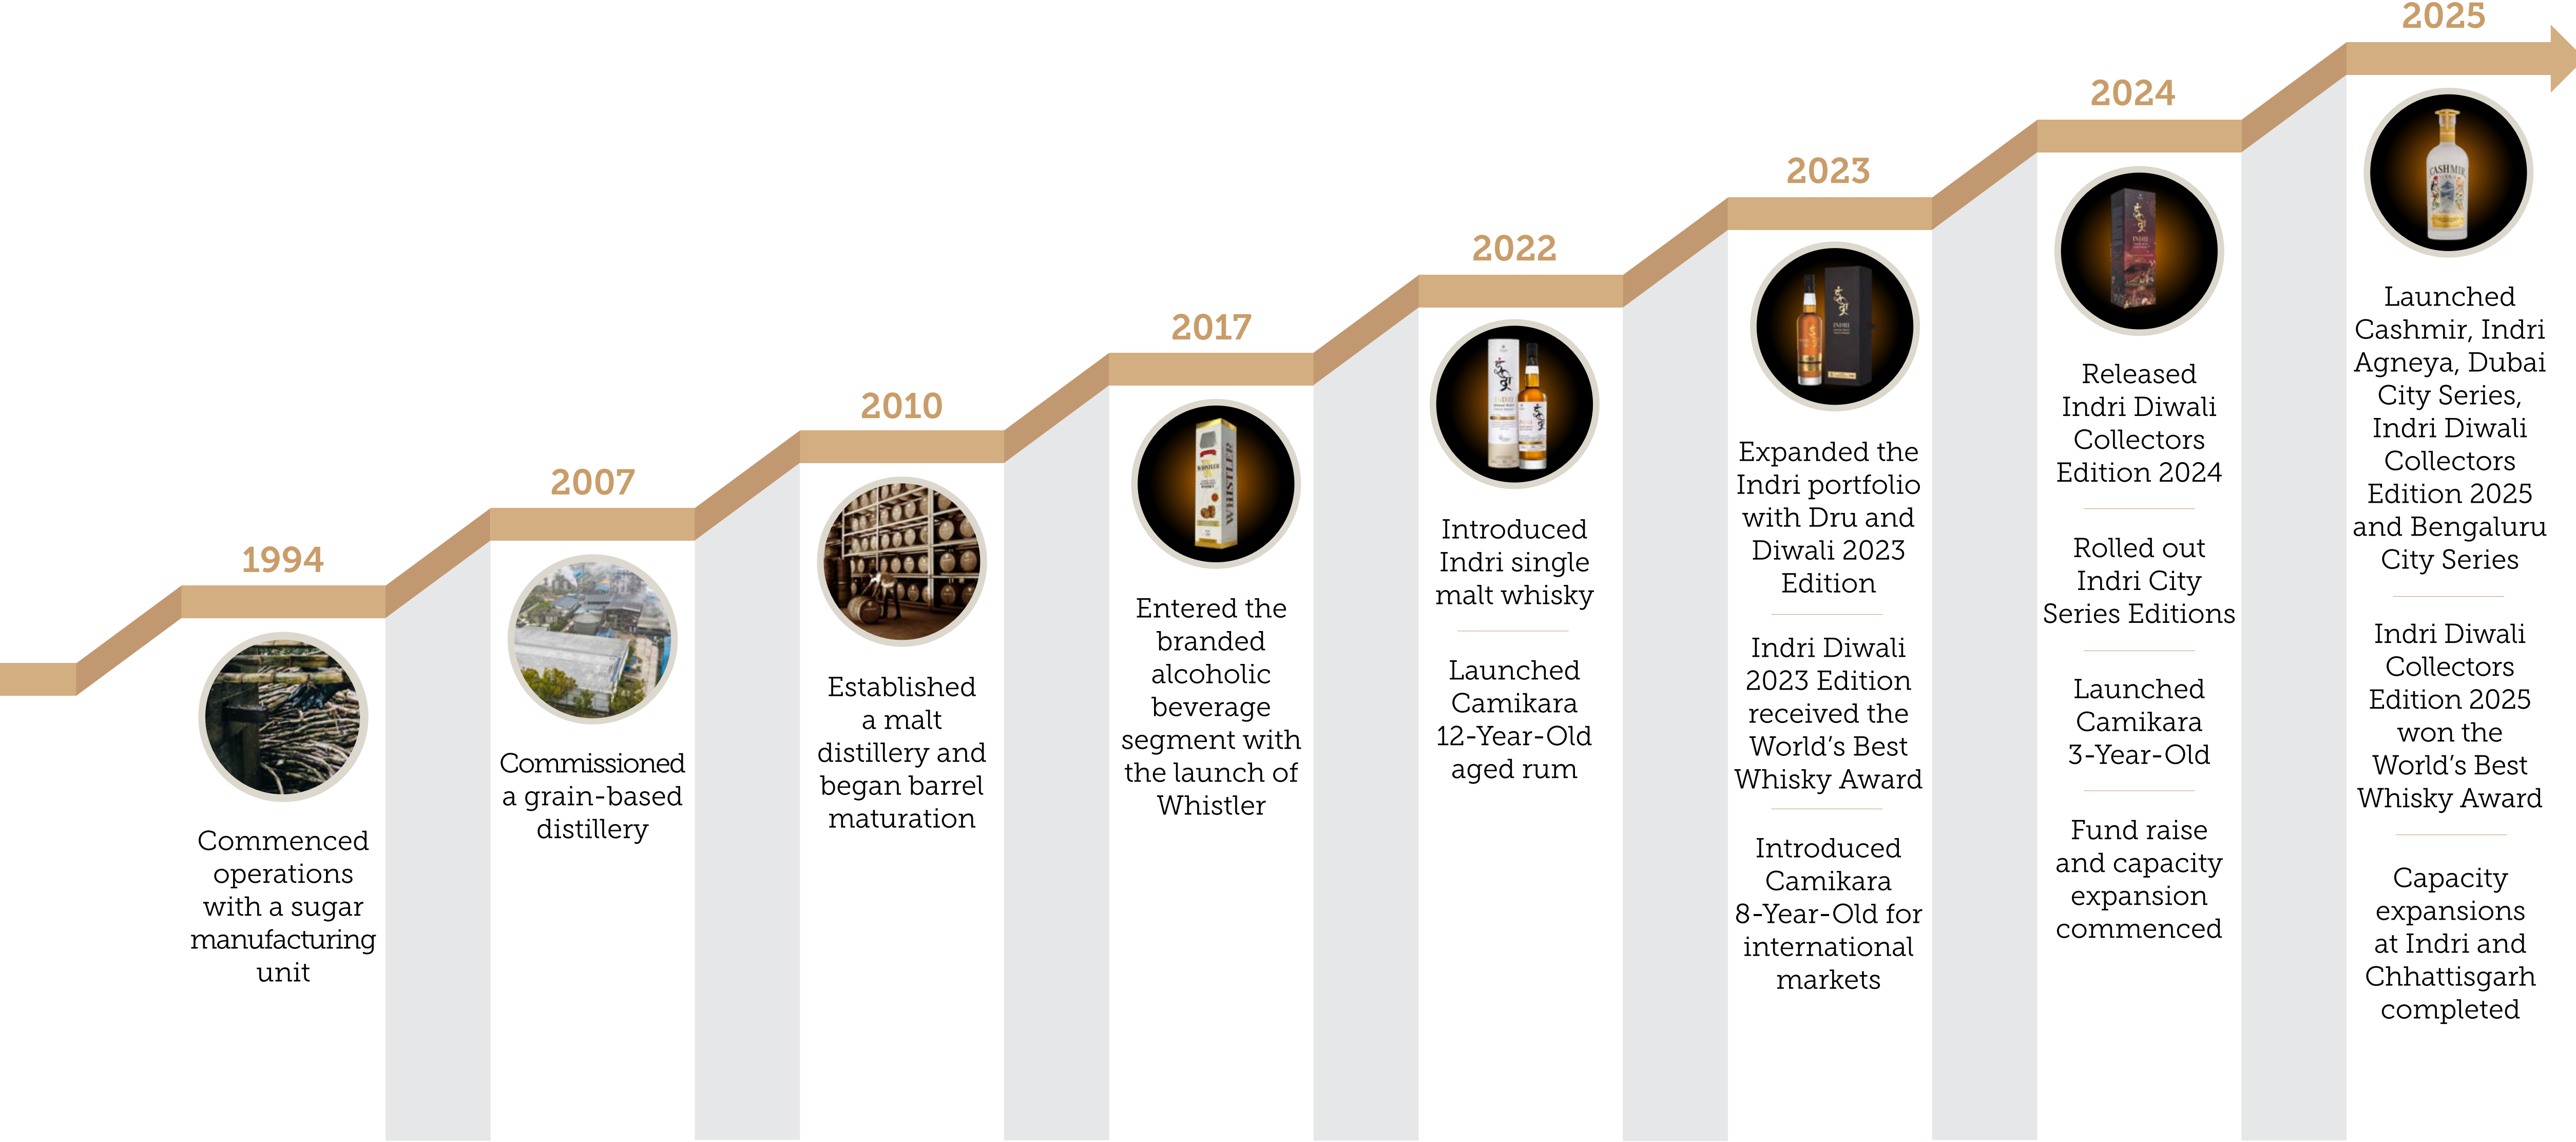 1994
Commenced
operations
with a sugar
manufacturing
unit
2007
Commissioned
a grain-based
distillery
2010
Established
a malt
distillery and
began barrel
maturation
2017
WHISTLER
WHISTLER
Entered the
branded
alcoholic
beverage
segment with
the launch of
Whistler
2022
INDRI
Introduced
Indri single
malt whisky
Launched
Camikara
12-Year-Old
aged rum
2023
INDRI
Expanded the
Indri portfolio
with Dru and
Diwali 2023
Edition
Indri Diwali
2023 Edition
received the
World's Best
Whisky Award
Introduced
Camikara
8-Year-Old for
international
markets
2024
INDRI
Released
Indri Diwali
Collectors
Edition 2024
Rolled out
Indri City
Series Editions
Launched
Camikara
3-Year-Old
Fund raise
and capacity
expansion
commenced
2025
CASHMIR
Launched
Cashmir, Indri
Agneya, Dubai
City Series,
Indri Diwali
Collectors
Edition 2025
and Bengaluru
City Series
Indri Diwali
Collectors
Edition 2025
won the
World's Best
Whisky Award
Capacity
expansions
at Indri and
Chhattisgarh
completed